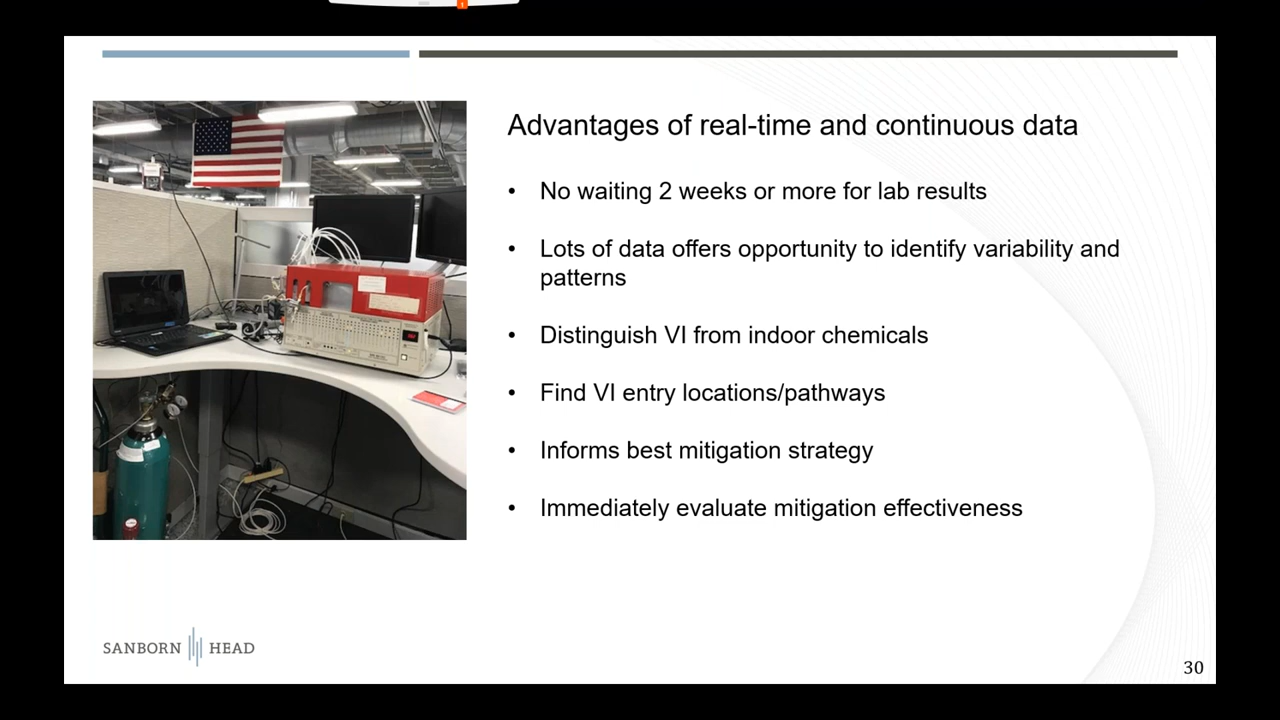 Advantages of real-time and continuous data
• No waiting 2 weeks or more for lab results
• Lots of data offers opportunity to identify variability and
patterns
• Distinguish VI from indoor chemicals
• Find VI entry locations/pathways
• Informs best mitigation strategy
• Immediately evaluate mitigation effectiveness
SANBORN HEAD
30